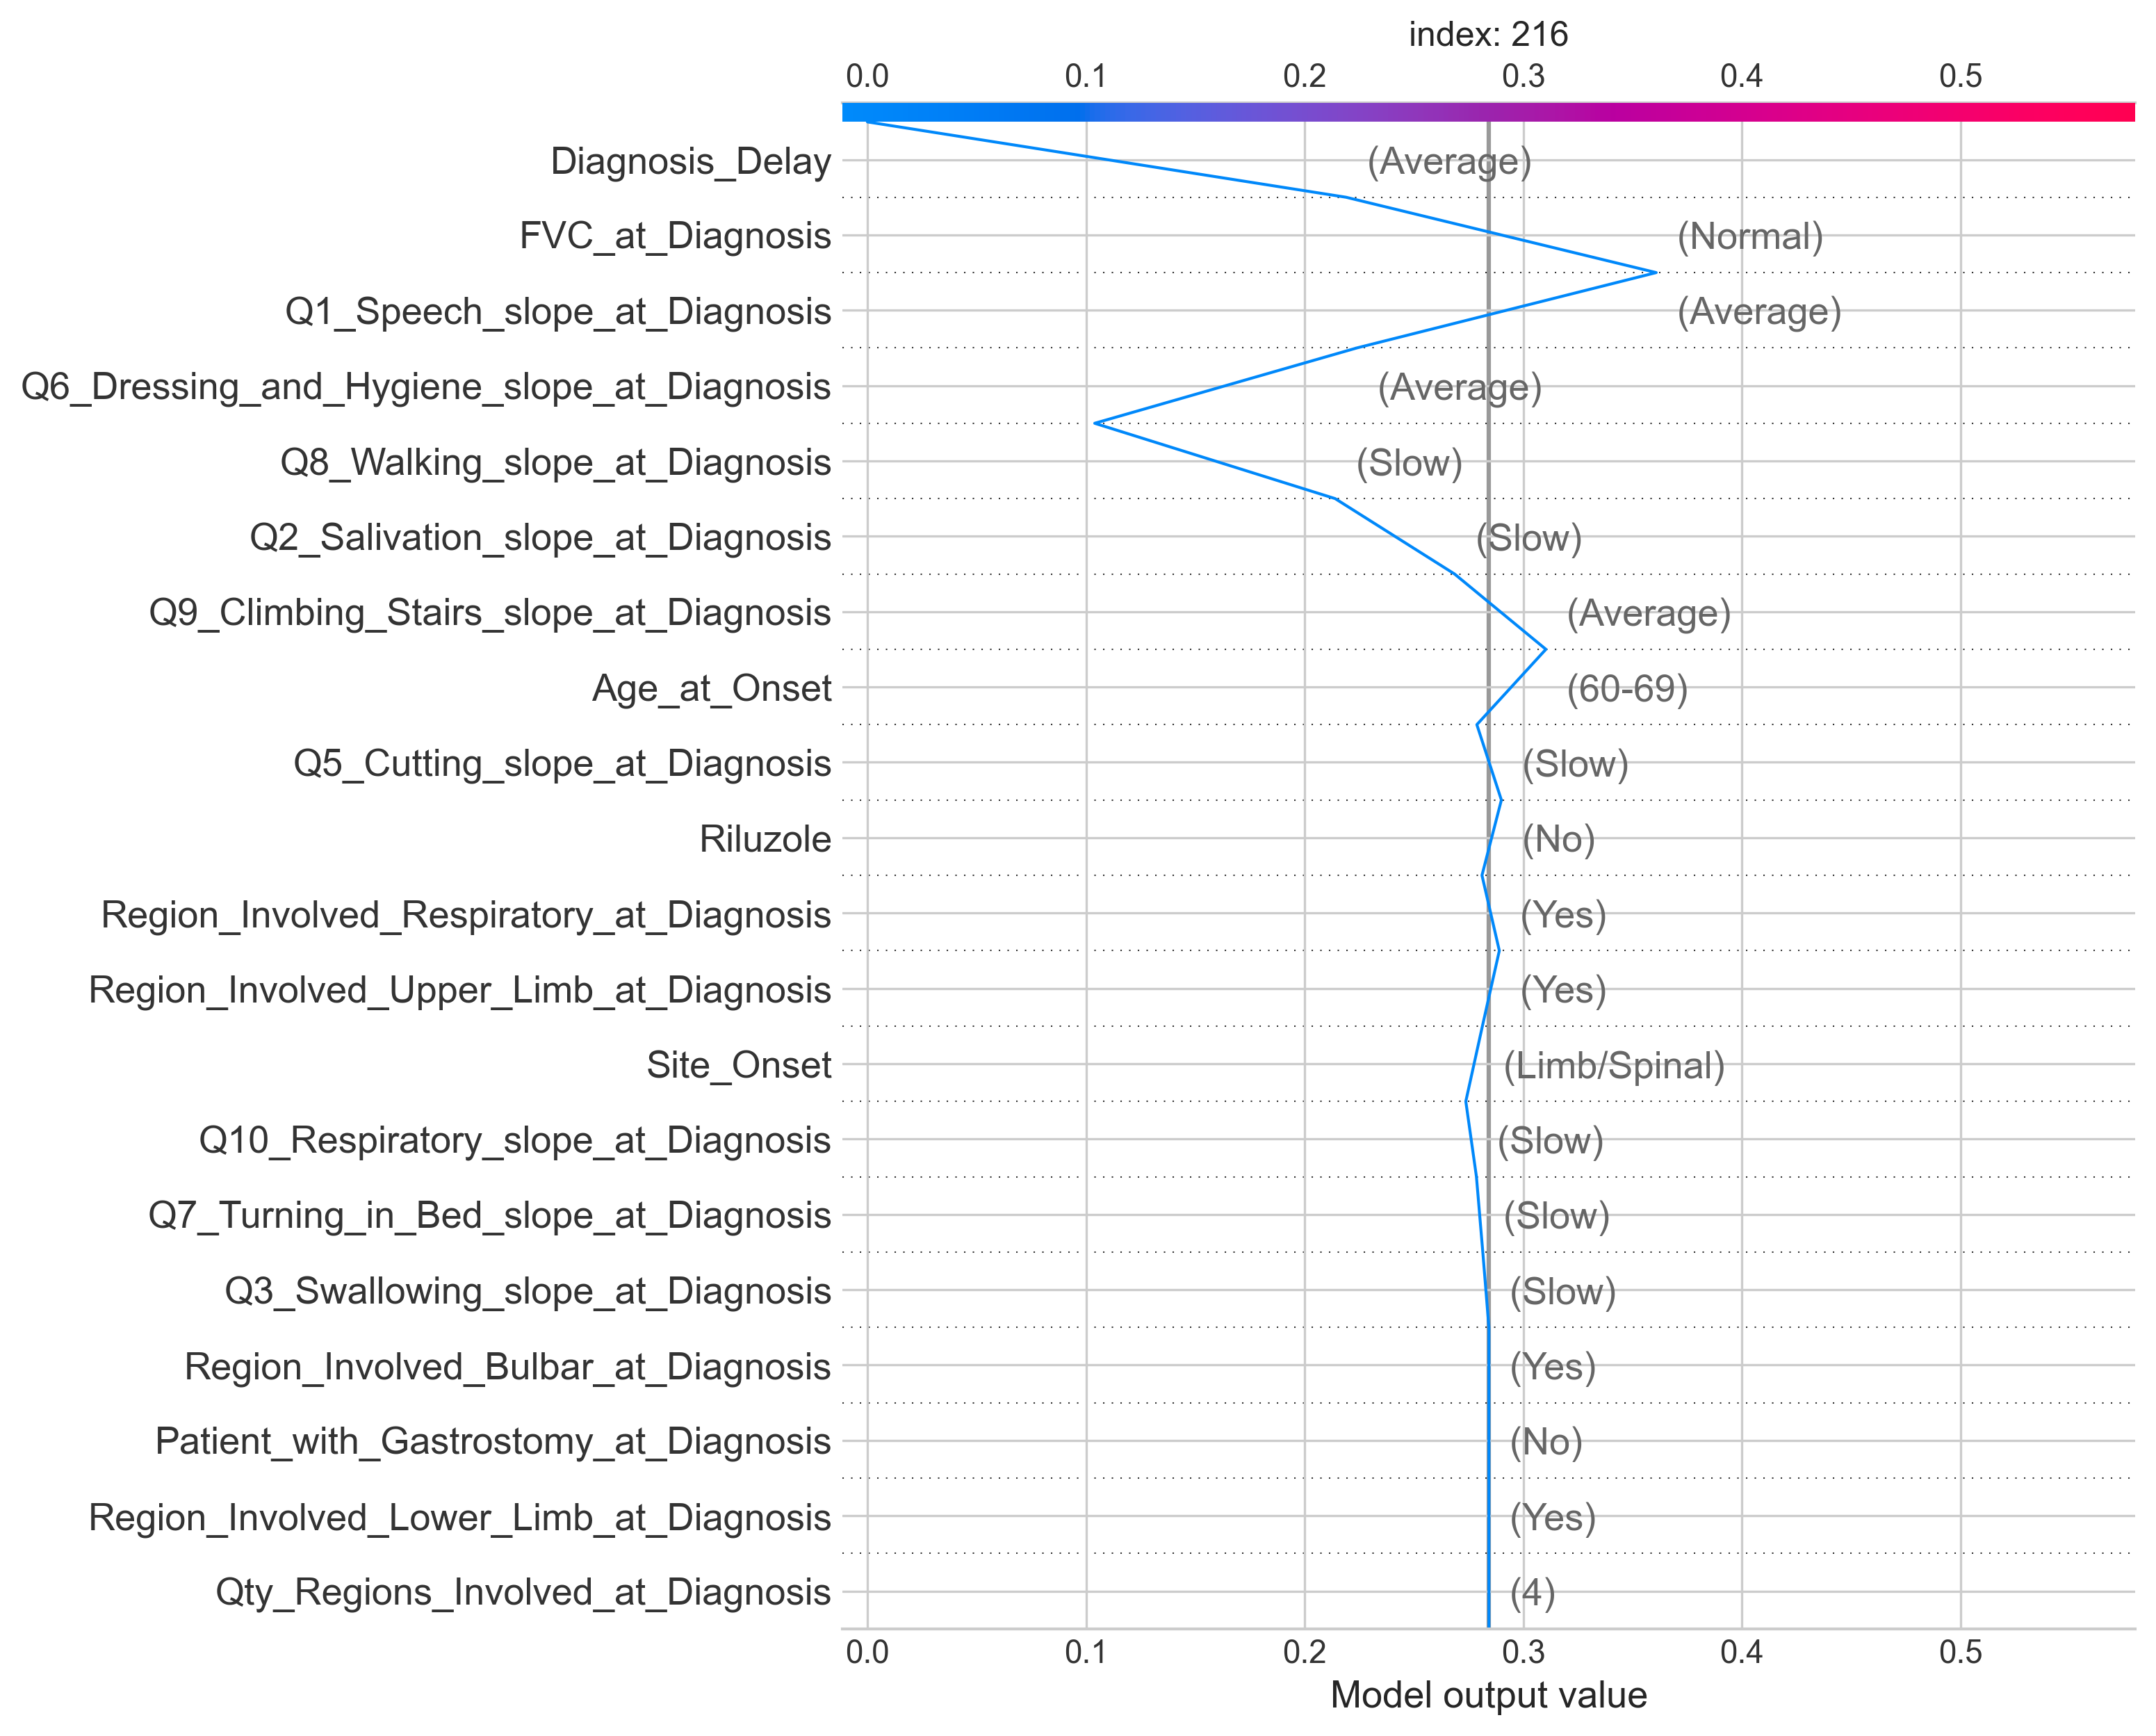 index: 216
0.0 0.1 0.2 0.3 0.4 0.5
Diagnosis_Delay (Average)
FVC_at_Diagnosis (Normal)
Q1_Speech_slope_at_Diagnosis (Average)
Q6_Dressing_and_Hygiene_slope_at_Diagnosis (Average)
Q8_Walking_slope_at_Diagnosis (Slow)
Q2_Salivation_slope_at_Diagnosis (Slow)
Q9_Climbing_Stairs_slope_at_Diagnosis (Average)
Age_at_Onset (60-69)
Q5_Cutting_slope_at_Diagnosis (Slow)
Riluzole (No)
Region_Involved_Respiratory_at_Diagnosis (Yes)
Region_Involved_Upper_Limb_at_Diagnosis (Yes)
Site_Onset (Limb/Spinal)
Q10_Respiratory_slope_at_Diagnosis (Slow)
Q7_Turning_in_Bed_slope_at_Diagnosis (Slow)
Q3_Swallowing_slope_at_Diagnosis (Slow)
Region_Involved_Bulbar_at_Diagnosis (Yes)
Patient_with_Gastrostomy_at_Diagnosis (No)
Region_Involved_Lower_Limb_at_Diagnosis (Yes)
Qty_Regions_Involved_at_Diagnosis (4)
0.0 0.1 0.2 0.3 0.4 0.5
Model output value